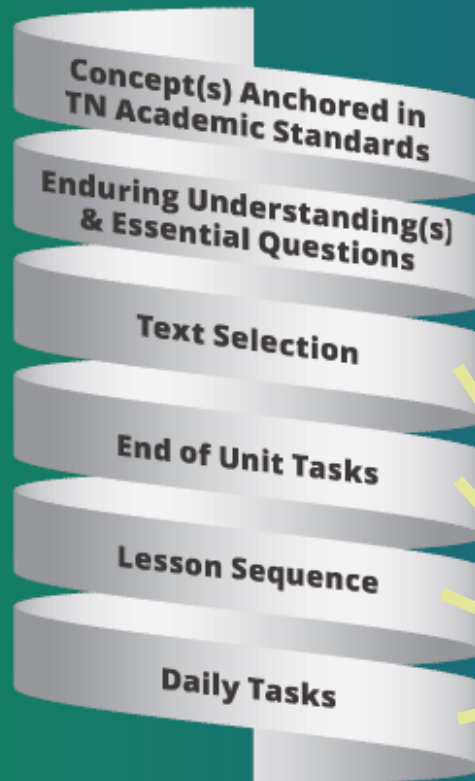 Concept(s) Anchored in
TN Academic Standards
Enduring Understanding(s)
& Essential Questions
Text Selection
End of Unit Tasks
Lesson Sequence
Daily Tasks